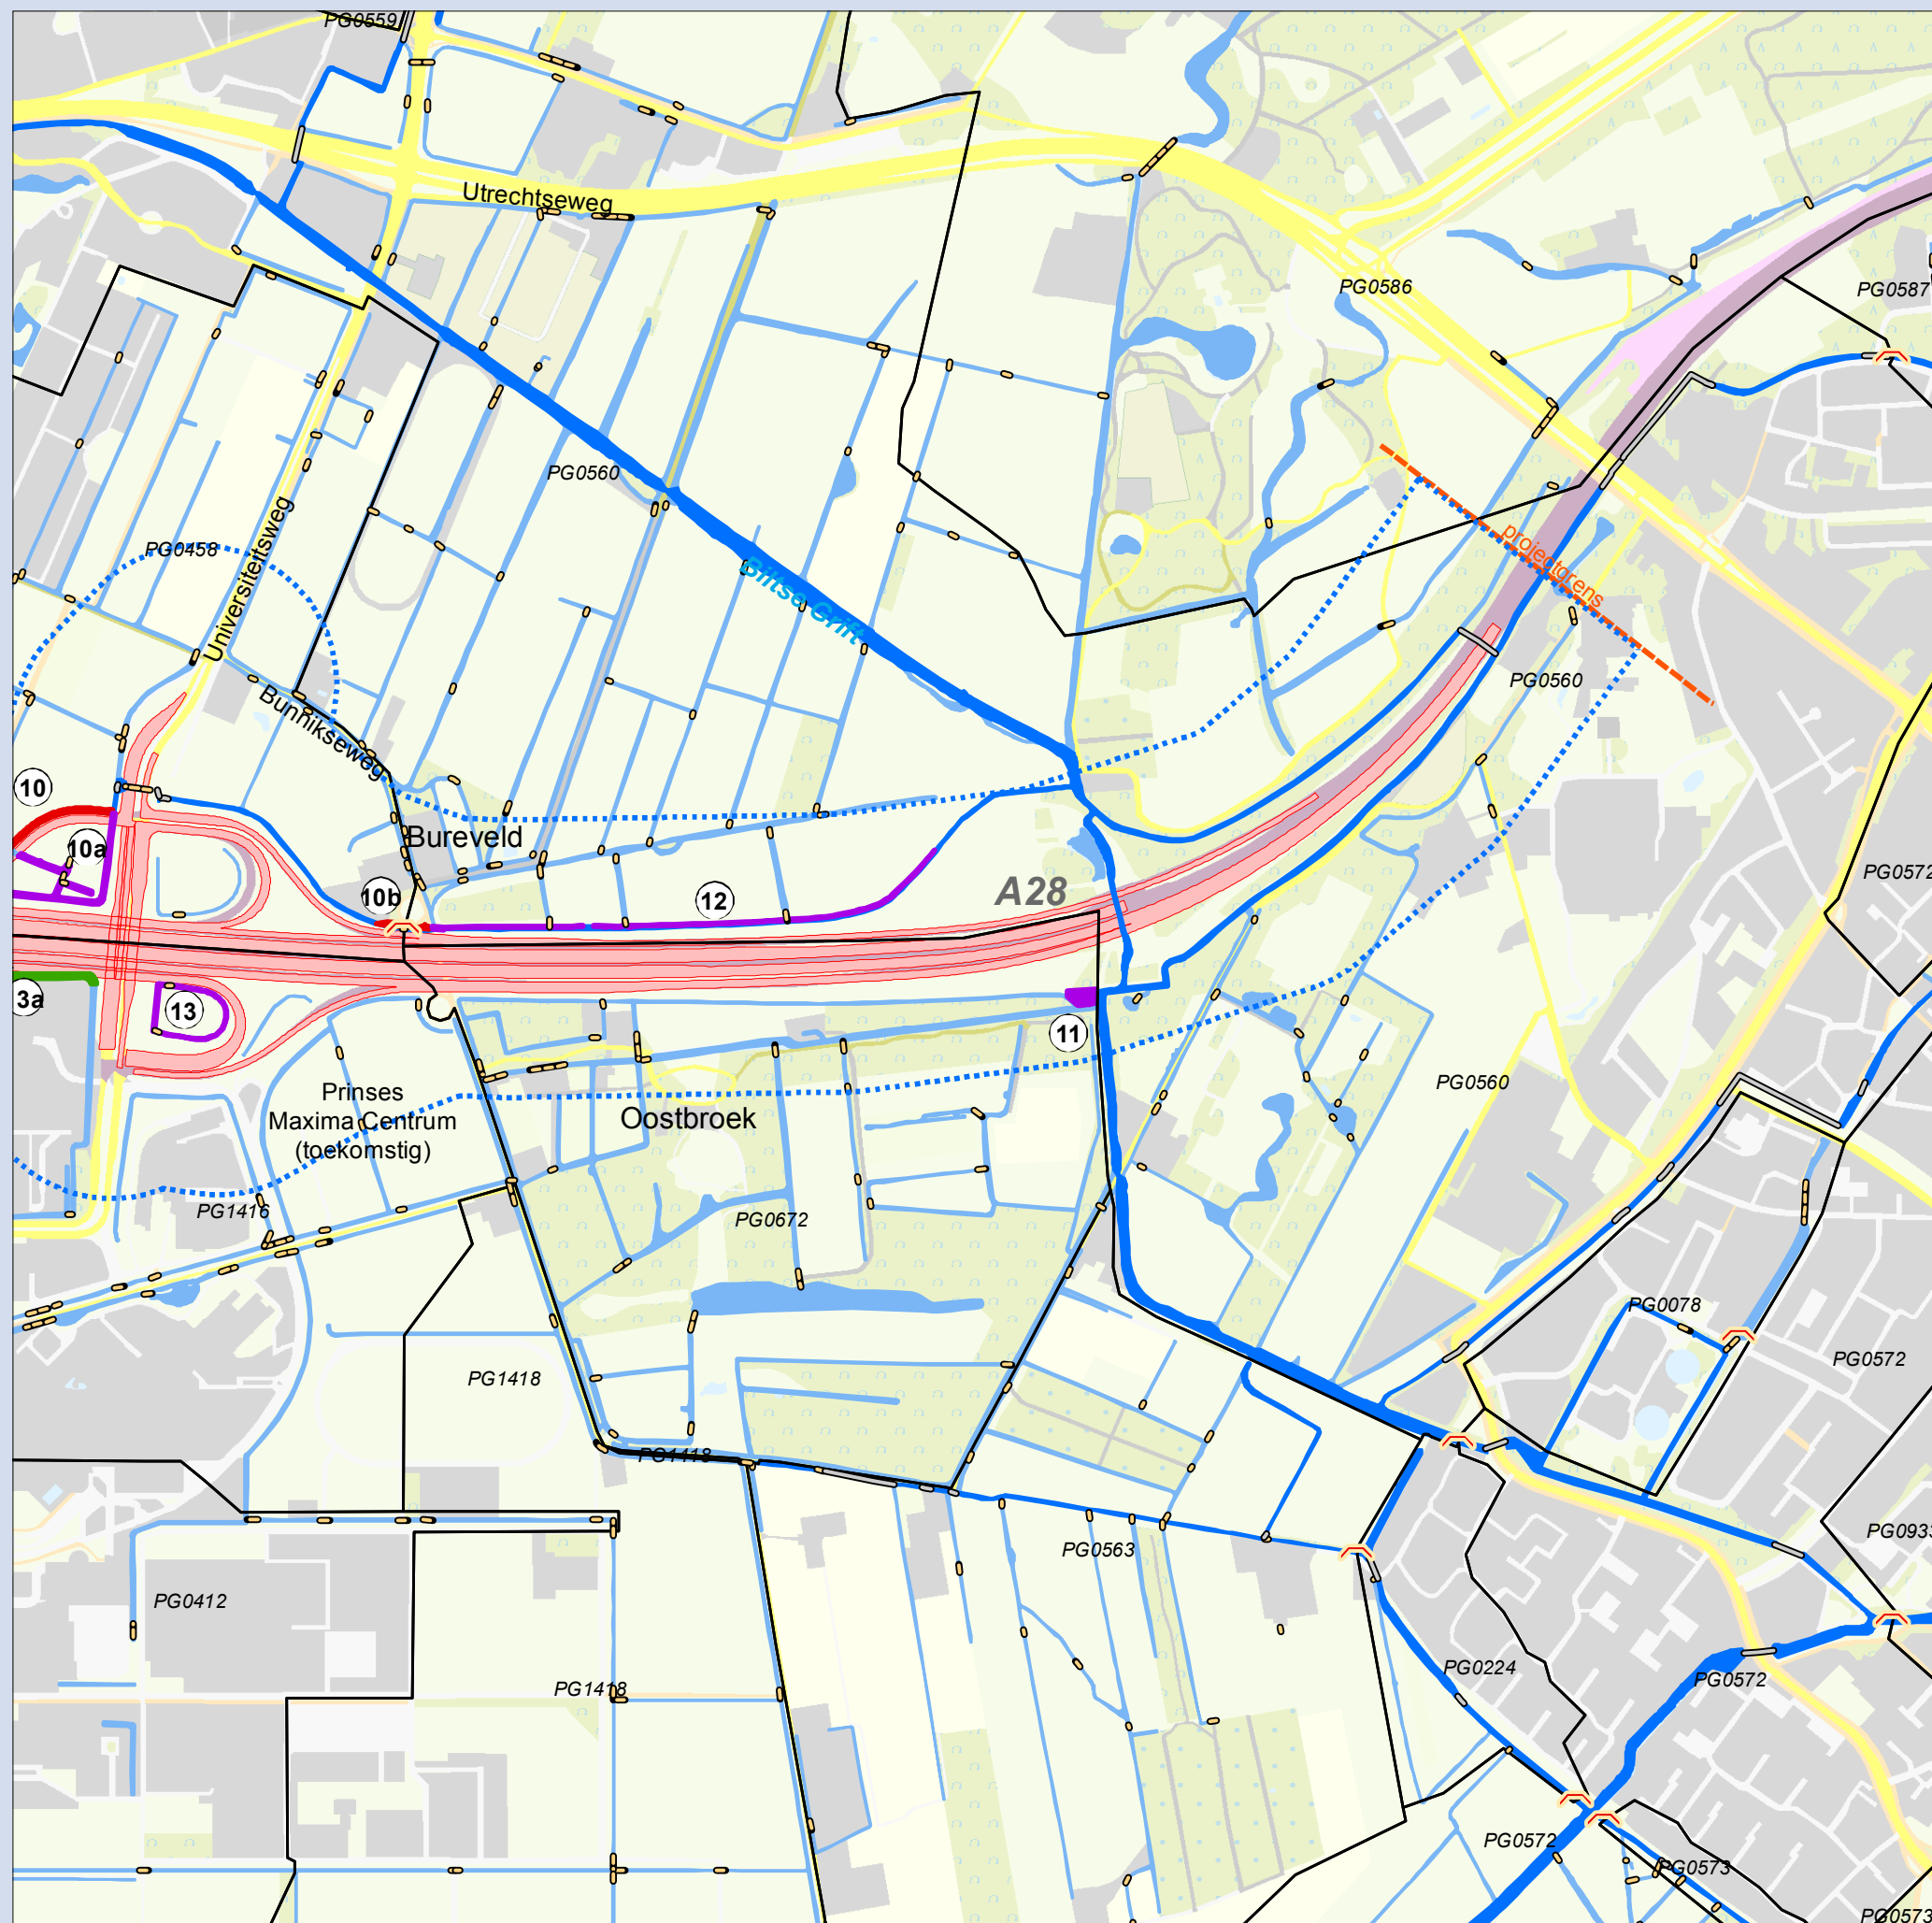 PG0559
Utrechtseweg
PG0586
PG0587
PG0560
Universiteitsweg
PG0458
projectgrens
Biltse Grift
PG0560
Bunnikseweg
10
Bureveld
10a
10b
12
A28
PG0572
3a
13
11
PG0560
Prinses
Maxima Centrum
(toekomstig)
Oostbroek
PG1416
PG0672
PG0078
PG0572
PG1418
PG1418
PG0933
PG0563
PG0412
PG0224
PG0572
PG1418
PG0572
PG0573
PG0573